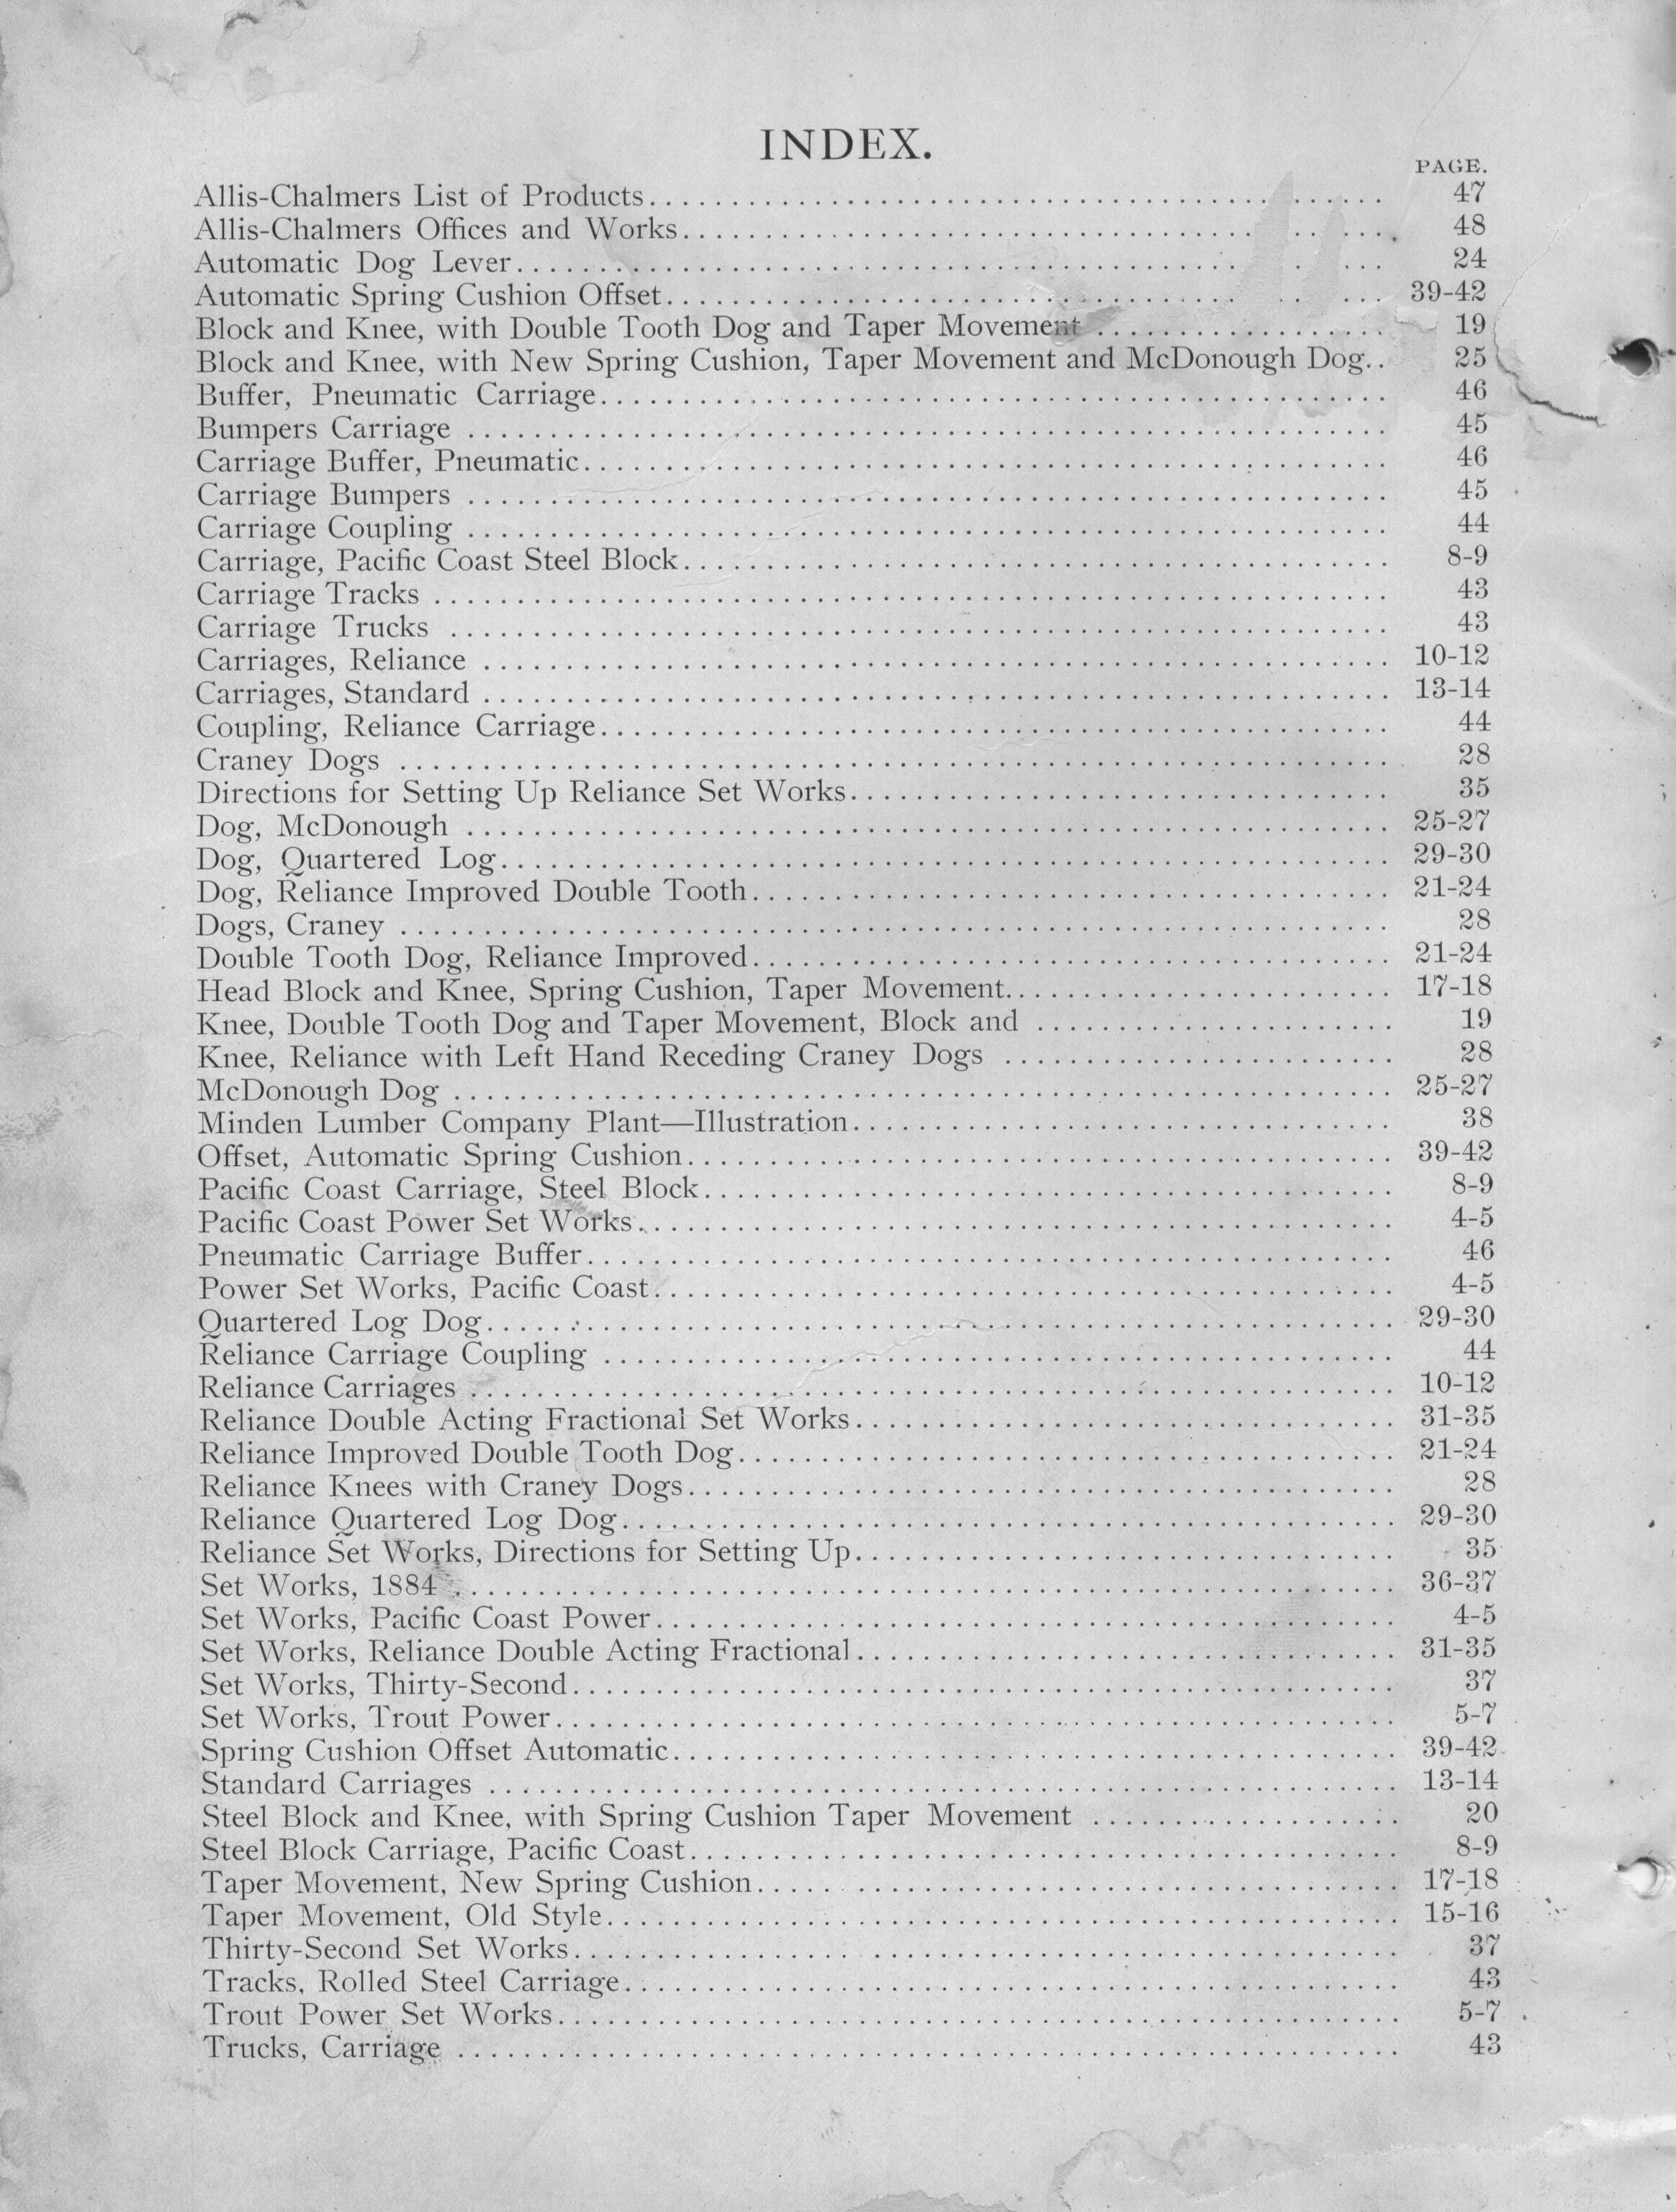 INDEX.
PAGE.
Allis-Chalmers List of Products. . . . . . . . . . 47
Allis-Chalmers Offices and Works. . . . . . . . . . 48
Automatic Dog Lever. . . . . . . . . . 24
Automatic Spring Cushion Offset. . . . . . . . . . 39-42
Block and Knee, with Double Tooth Dog and Taper Movement . . . . . . . . . . 19
Block and Knee, with New Spring Cushion, Taper Movement and McDonough Dog. . 25
Buffer, Pneumatic Carriage. . . . . . . . . . 46
Bumpers Carriage . . . . . . . . . . 45
Carriage Buffer, Pneumatic. . . . . . . . . . 46
Carriage Bumpers . . . . . . . . . . 45
Carriage Coupling . . . . . . . . . . 44
Carriage, Pacific Coast Steel Block. . . . . . . . . . 8-9
Carriage Tracks . . . . . . . . . . 43
Carriage Trucks . . . . . . . . . . 43
Carriages, Reliance . . . . . . . . . . 10-12
Carriages, Standard . . . . . . . . . . 13-14
Coupling, Reliance Carriage. . . . . . . . . . 44
Craney Dogs . . . . . . . . . . 28
Directions for Setting Up Reliance Set Works. . . . . . . . . . 35
Dog, McDonough . . . . . . . . . . 25-27
Dog, Quartered Log. . . . . . . . . . 29-30
Dog, Reliance Improved Double Tooth. . . . . . . . . . 21-24
Dogs, Craney . . . . . . . . . . 28
Double Tooth Dog, Reliance Improved. . . . . . . . . . 21-24
Head Block and Knee, Spring Cushion, Taper Movement. . . . . . . . . . 17-18
Knee, Double Tooth Dog and Taper Movement, Block and . . . . . . . . . . 19
Knee, Reliance with Left Hand Receding Craney Dogs . . . . . . . . . . 28
McDonough Dog . . . . . . . . . . 25-27
Minden Lumber Company Plant—Illustration. . . . . . . . . . 38
Offset, Automatic Spring Cushion. . . . . . . . . . 39-42
Pacific Coast Carriage, Steel Block. . . . . . . . . . 8-9
Pacific Coast Power Set Works. . . . . . . . . . 4-5
Pneumatic Carriage Buffer. . . . . . . . . . 46
Power Set Works, Pacific Coast. . . . . . . . . . 4-5
Quartered Log Dog. . . . . . . . . . 29-30
Reliance Carriage Coupling . . . . . . . . . . 44
Reliance Carriages . . . . . . . . . . 10-12
Reliance Double Acting Fractional Set Works. . . . . . . . . . 31-35
Reliance Improved Double Tooth Dog. . . . . . . . . . 21-24
Reliance Knees with Craney Dogs. . . . . . . . . . 28
Reliance Quartered Log Dog. . . . . . . . . . 29-30
Reliance Set Works, Directions for Setting Up. . . . . . . . . . 35
Set Works, 1884 . . . . . . . . . . 36-37
Set Works, Pacific Coast Power. . . . . . . . . . 4-5
Set Works, Reliance Double Acting Fractional. . . . . . . . . . 31-35
Set Works, Thirty-Second. . . . . . . . . . 37
Set Works, Trout Power. . . . . . . . . . 5-7
Spring Cushion Offset Automatic. . . . . . . . . . 39-42
Standard Carriages . . . . . . . . . . 13-14
Steel Block and Knee, with Spring Cushion Taper Movement . . . . . . . . . . 20
Steel Block Carriage, Pacific Coast. . . . . . . . . . 8-9
Taper Movement, New Spring Cushion. . . . . . . . . . 17-18
Taper Movement, Old Style. . . . . . . . . . 15-16
Thirty-Second Set Works. . . . . . . . . . 37
Tracks, Rolled Steel Carriage. . . . . . . . . . 43
Trout Power Set Works. . . . . . . . . . 5-7
Trucks, Carriage . . . . . . . . . . 43